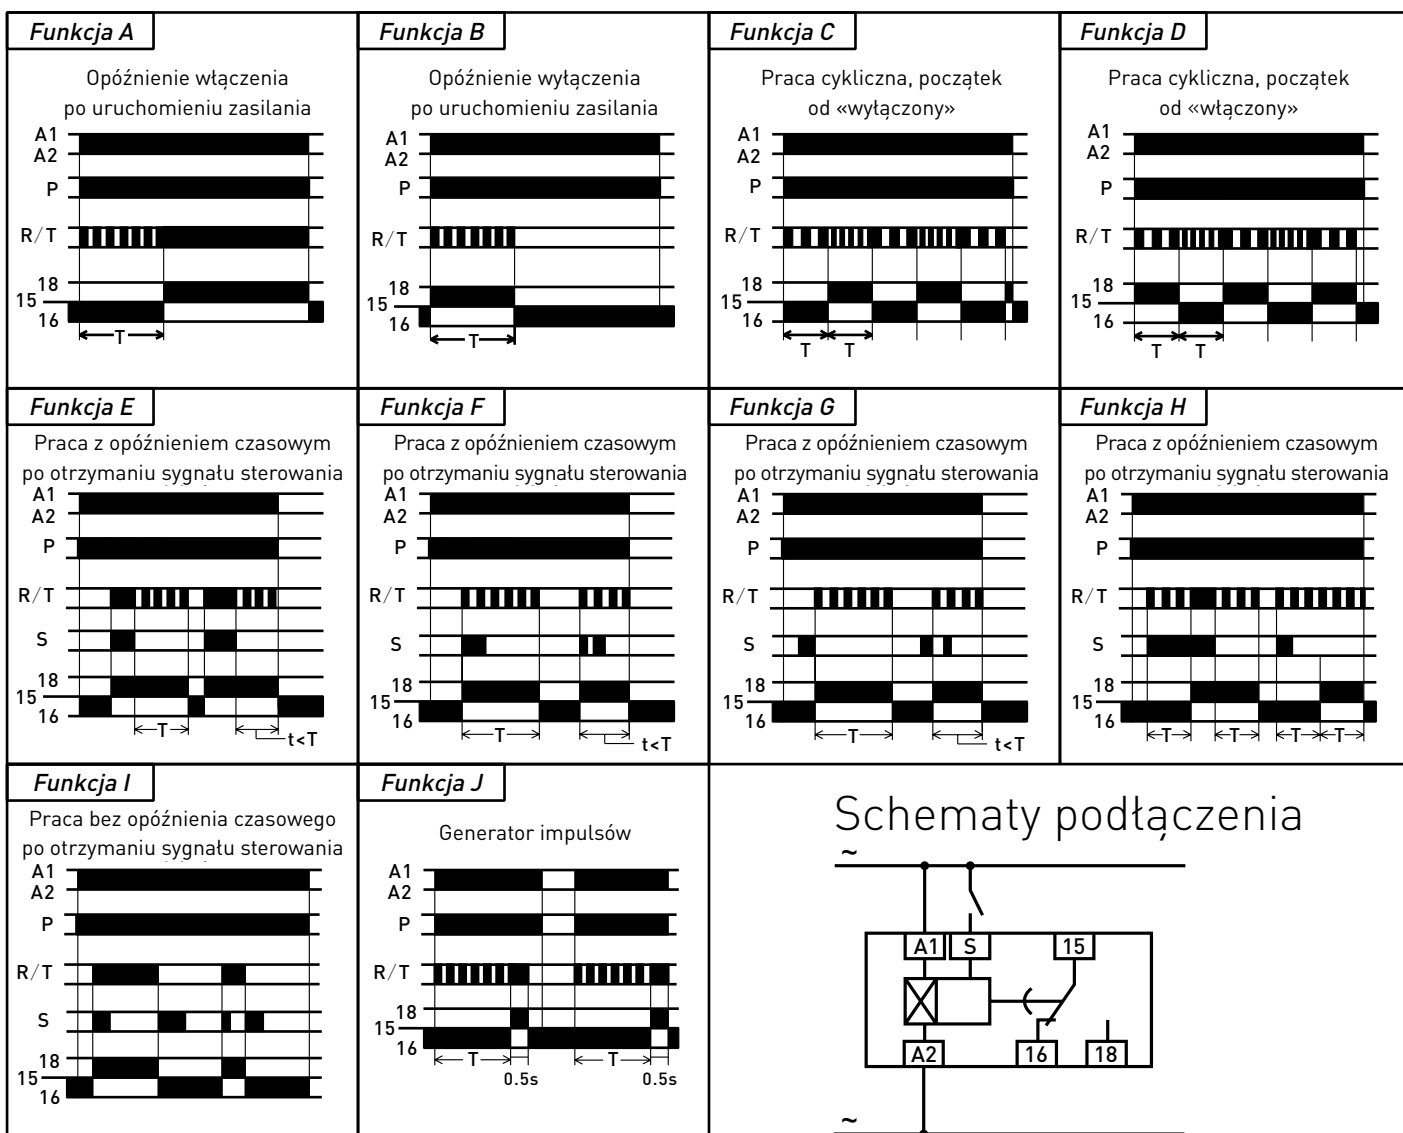 Funkcja A
Opóźnienie włączenia
po uruchomieniu zasilania
A1
A2
P
R/T
18
15
16
T
Funkcja B
Opóźnienie wyłączenia
po uruchomieniu zasilania
A1
A2
P
R/T
18
15
16
T
Funkcja C
Praca cykliczna, początek
od «wyłączony»
A1
A2
P
R/T
18
15
16
T T
Funkcja D
Praca cykliczna, początek
od «włączony»
A1
A2
P
R/T
18
15
16
T T
Funkcja E
Praca z opóźnieniem czasowym
po otrzymaniu sygnału sterowania
A1
A2
P
R/T
S
18
15
16
T
t<T
Funkcja F
Praca z opóźnieniem czasowym
po otrzymaniu sygnału sterowania
A1
A2
P
R/T
S
18
15
16
T
t<T
Funkcja G
Praca z opóźnieniem czasowym
po otrzymaniu sygnału sterowania
A1
A2
P
R/T
S
18
15
16
T
t<T
Funkcja H
Praca z opóźnieniem czasowym
po otrzymaniu sygnału sterowania
A1
A2
P
R/T
S
18
15
16
T T T T
Funkcja I
Praca bez opóźnienia czasowego
po otrzymaniu sygnału sterowania
A1
A2
P
R/T
S
18
15
16
Funkcja J
Generator impulsów
A1
A2
P
R/T
18
15
16
T T
0.5s 0.5s
Schematy podłączenia
~
A1 S 15
A2 16 18
~